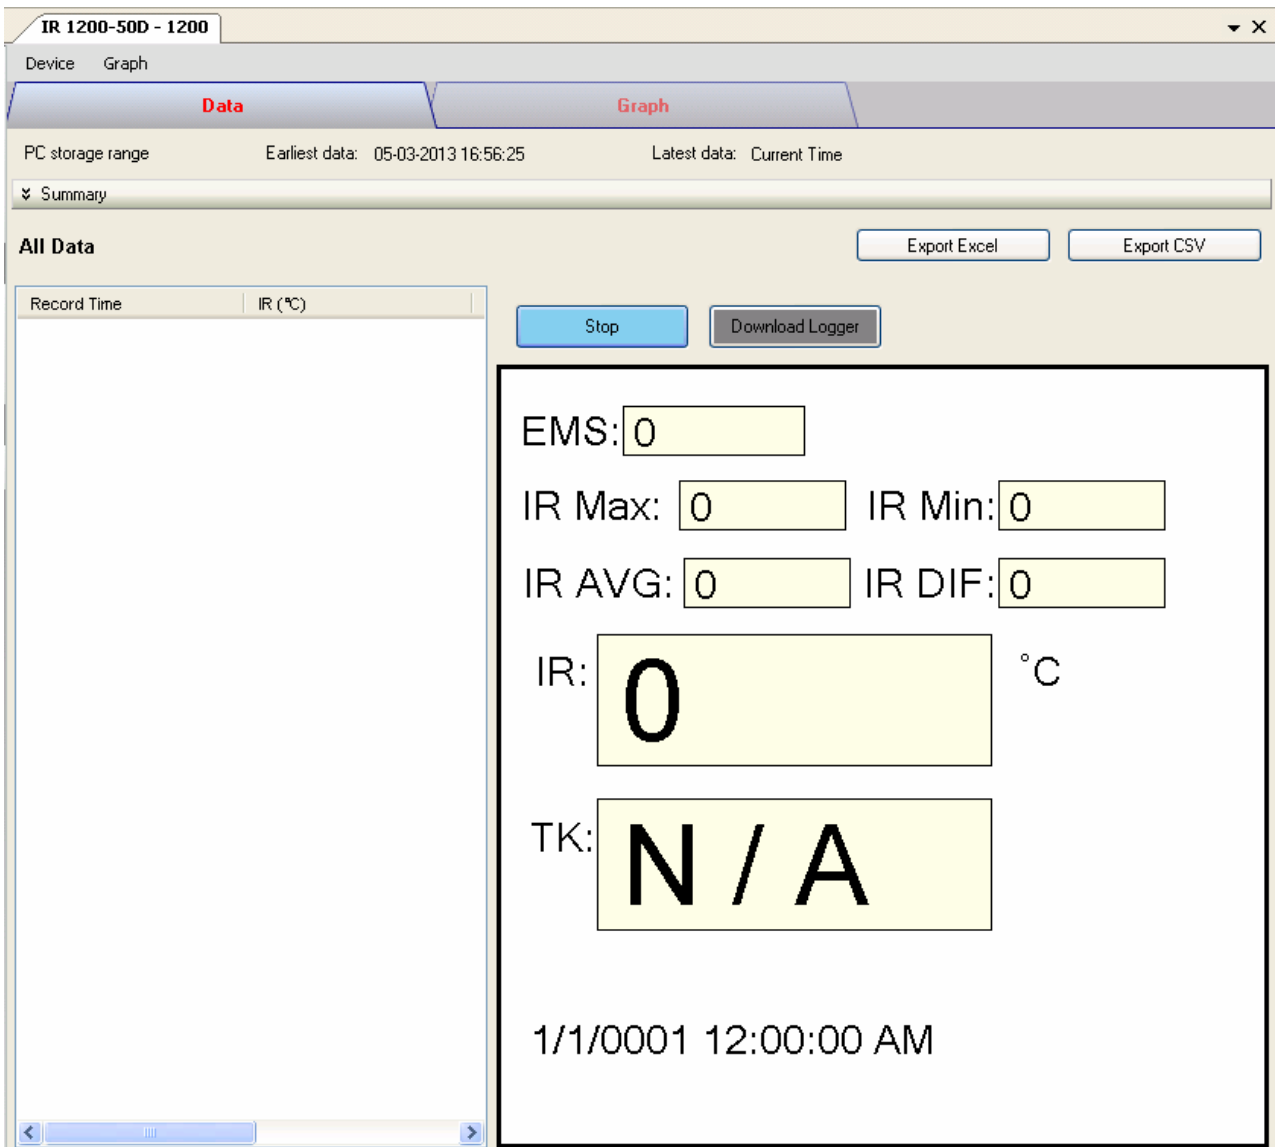 IR 1200-50D - 1200
Device Graph
Data Graph
PC storage range Earliest data: 05-03-2013 16:56:25 Latest data: Current Time
Summary
All Data Export Excel Export CSV
Record Time IR (°C)
Stop Download Logger
EMS: 0
IR Max: 0 IR Min: 0
IR AVG: 0 IR DIF: 0
IR: 0 °C
TK: N / A
1/1/0001 12:00:00 AM